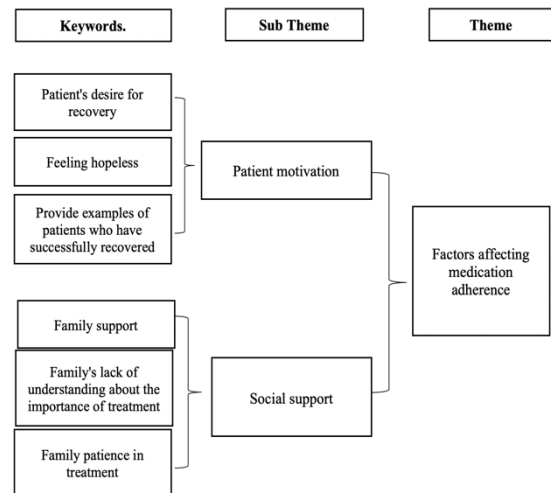 Keywords.
Sub Theme
Theme
Patient's desire for
recovery
Feeling hopeless
Provide examples of
patients who have
successfully recovered
Patient motivation
Family support
Family's lack of
understanding about the
importance of treatment
Family patience in
treatment
Social support
Factors affecting
medication
adherence